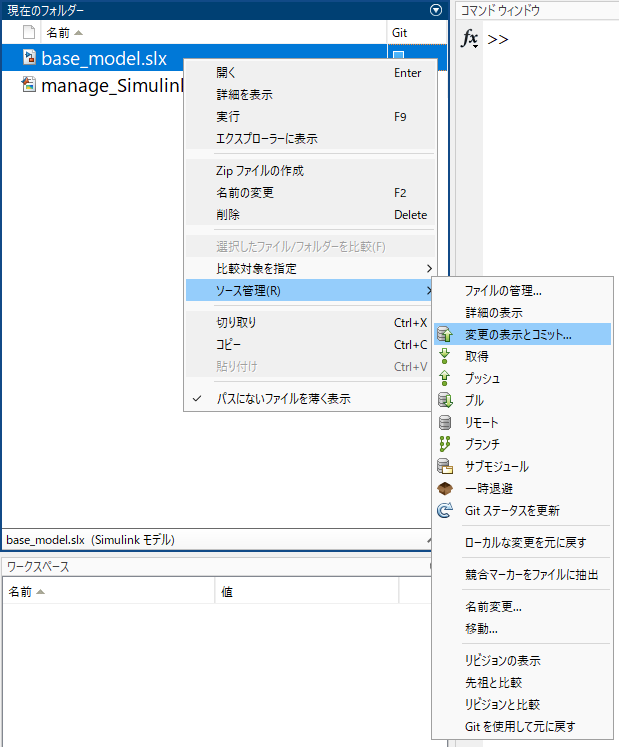 現在のフォルダー
名前
Git
base_model.slx
manage_Simulink
開く Enter
詳細を表示
実行 F9
エクスプローラーに表示
Zip ファイルの作成
名前の変更 F2
削除 Delete
選択したファイル/フォルダーを比較(F)
比較対象を指定
ソース管理(R)
切り取り Ctrl+X
コピー Ctrl+C
貼り付け Ctrl+V
パスにないファイルを薄く表示
base_model.slx (Simulink モデル)
ワークスペース
名前
値
コマンド ウィンドウ
fx >>
ファイルの管理...
詳細の表示
変更の表示とコミット...
取得
プッシュ
プル
リモート
ブランチ
サブモジュール
一時退避
Git ステータスを更新
ローカルな変更を元に戻す
競合マーカーをファイルに抽出
名前変更...
移動...
リビジョンの表示
先祖と比較
リビジョンと比較
Git を使用して元に戻す